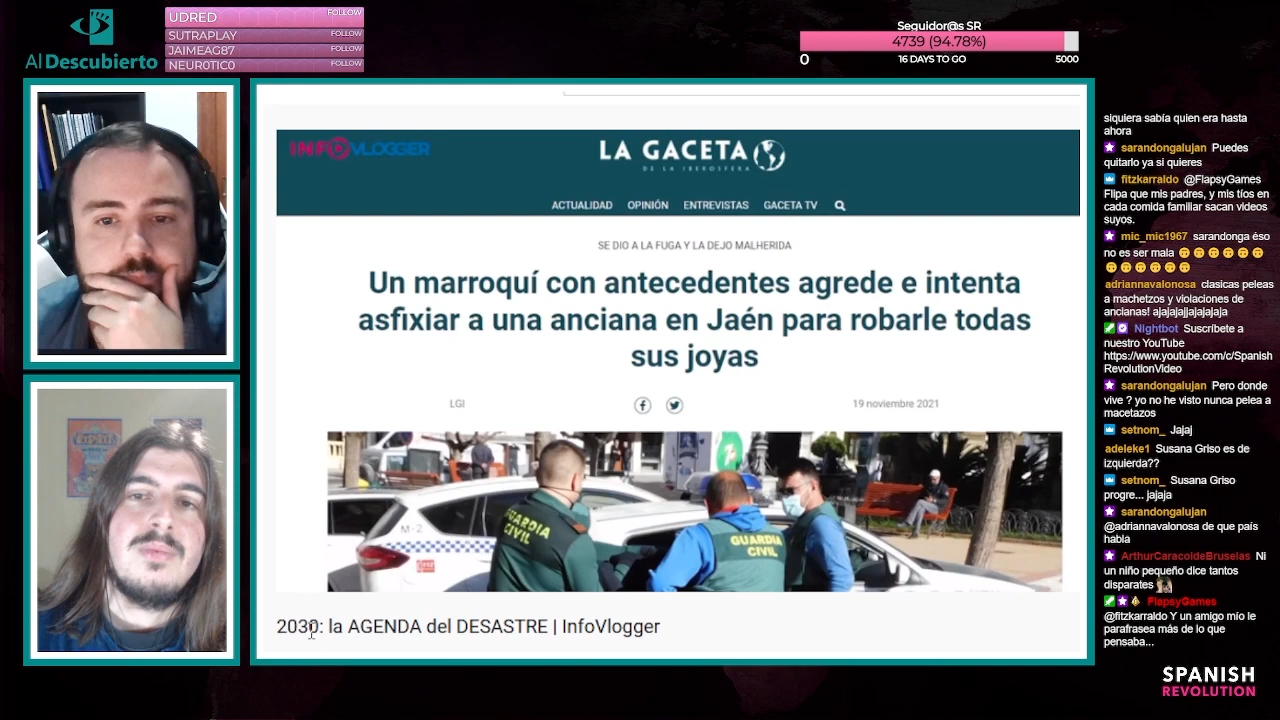 Al Descubierto
UDRED FOLLOW
SUTRAPLAY FOLLOW
JAIMEAG87 FOLLOW
NEUR0TIC0 FOLLOW
Seguidor@s SR
4739 (94.78%)
0 16 DAYS TO GO 5000
INFOVLOGGER
LA GACETA
DE LA IBEROSFERA
ACTUALIDAD OPINIÓN ENTREVISTAS GACETA TV
SE DIO A LA FUGA Y LA DEJO MALHERIDA
Un marroquí con antecedentes agrede e intenta
asfixiar a una anciana en Jaén para robarle todas
sus joyas
LGI 19 noviembre 2021
M-2
GUARDIA
CIVIL
GUARDIA
CIVIL
2030: la AGENDA del DESASTRE | InfoVlogger
siquiera sabía quien era hasta
ahora
sarandongalujan Puedes
quitarlo ya si quieres
fitzkarraldo @FlapsyGames
Flipa que mis padres, y mis tíos en
cada comida familiar sacan videos
suyos.
mic_mic1967 sarandonga éso
no es ser mala
adriannavalonosa clasicas peleas
a machetzos y violaciones de
ancianas! ajajajajjajajajaja
Nightbot Suscríbete a
nuestro YouTube
https://www.youtube.com/c/Spanish
RevolutionVideo
sarandongalujan Pero donde
vive ? yo no he visto nunca pelea a
macetazos
setnom_ Jajaj
adeleke1 Susana Griso es de
izquierda??
setnom_ Susana Griso
progre... jajaja
sarandongalujan
@adriannavalonosa de que país
habla
ArthurCaracoldeBruselas Ni
un niño pequeño dice tantos
disparates
FlapsyGames
@fitzkarraldo Y un amigo mío le
parafrasea más de lo que
pensaba...
SPANISH
REVOLUTION